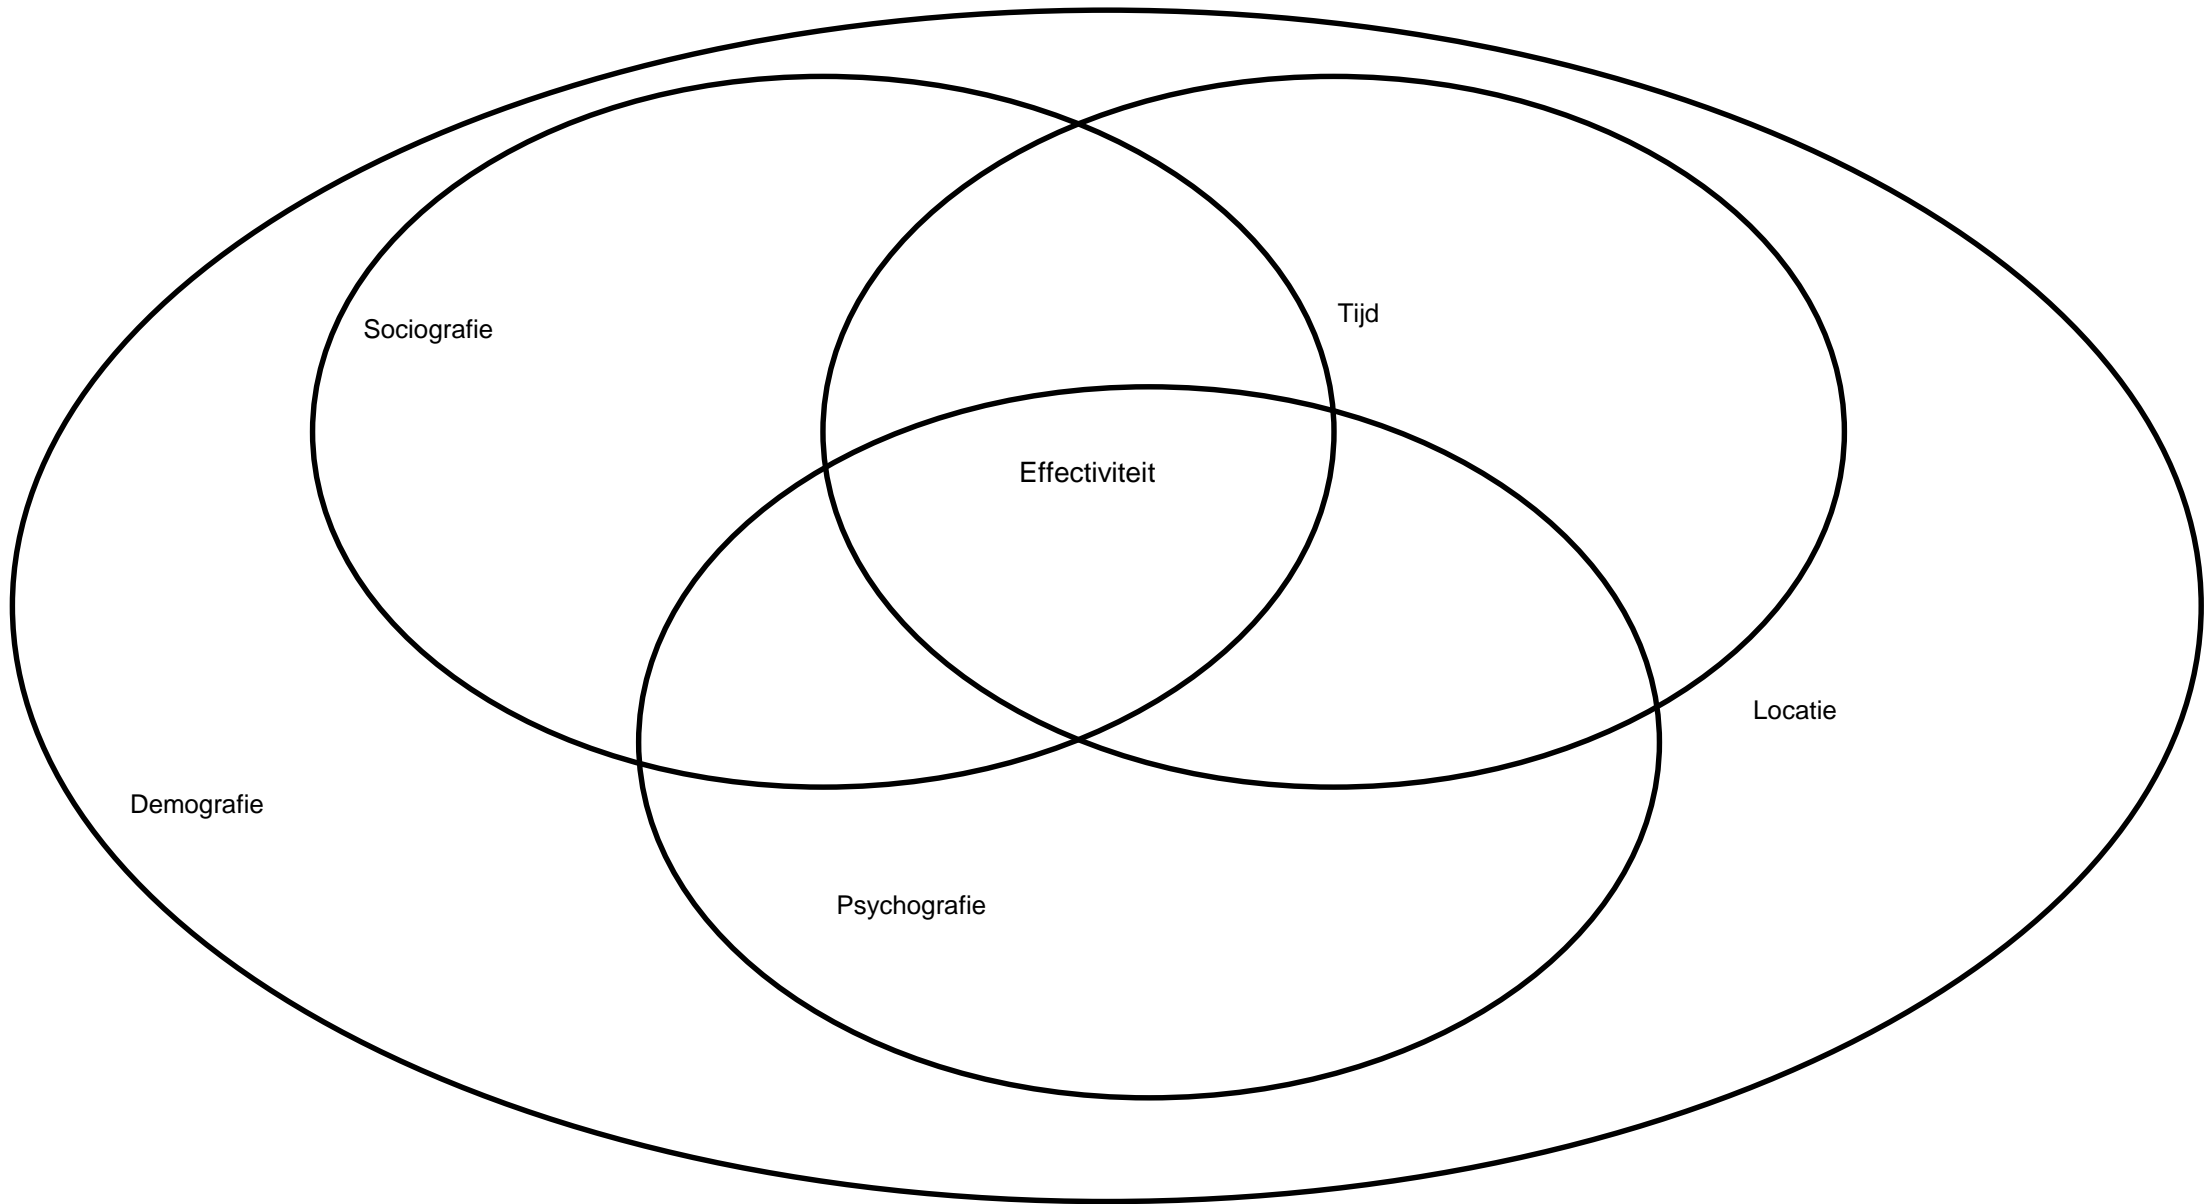 Tijd
Sociografie
Effectiviteit
Locatie
Demografie
Psychografie